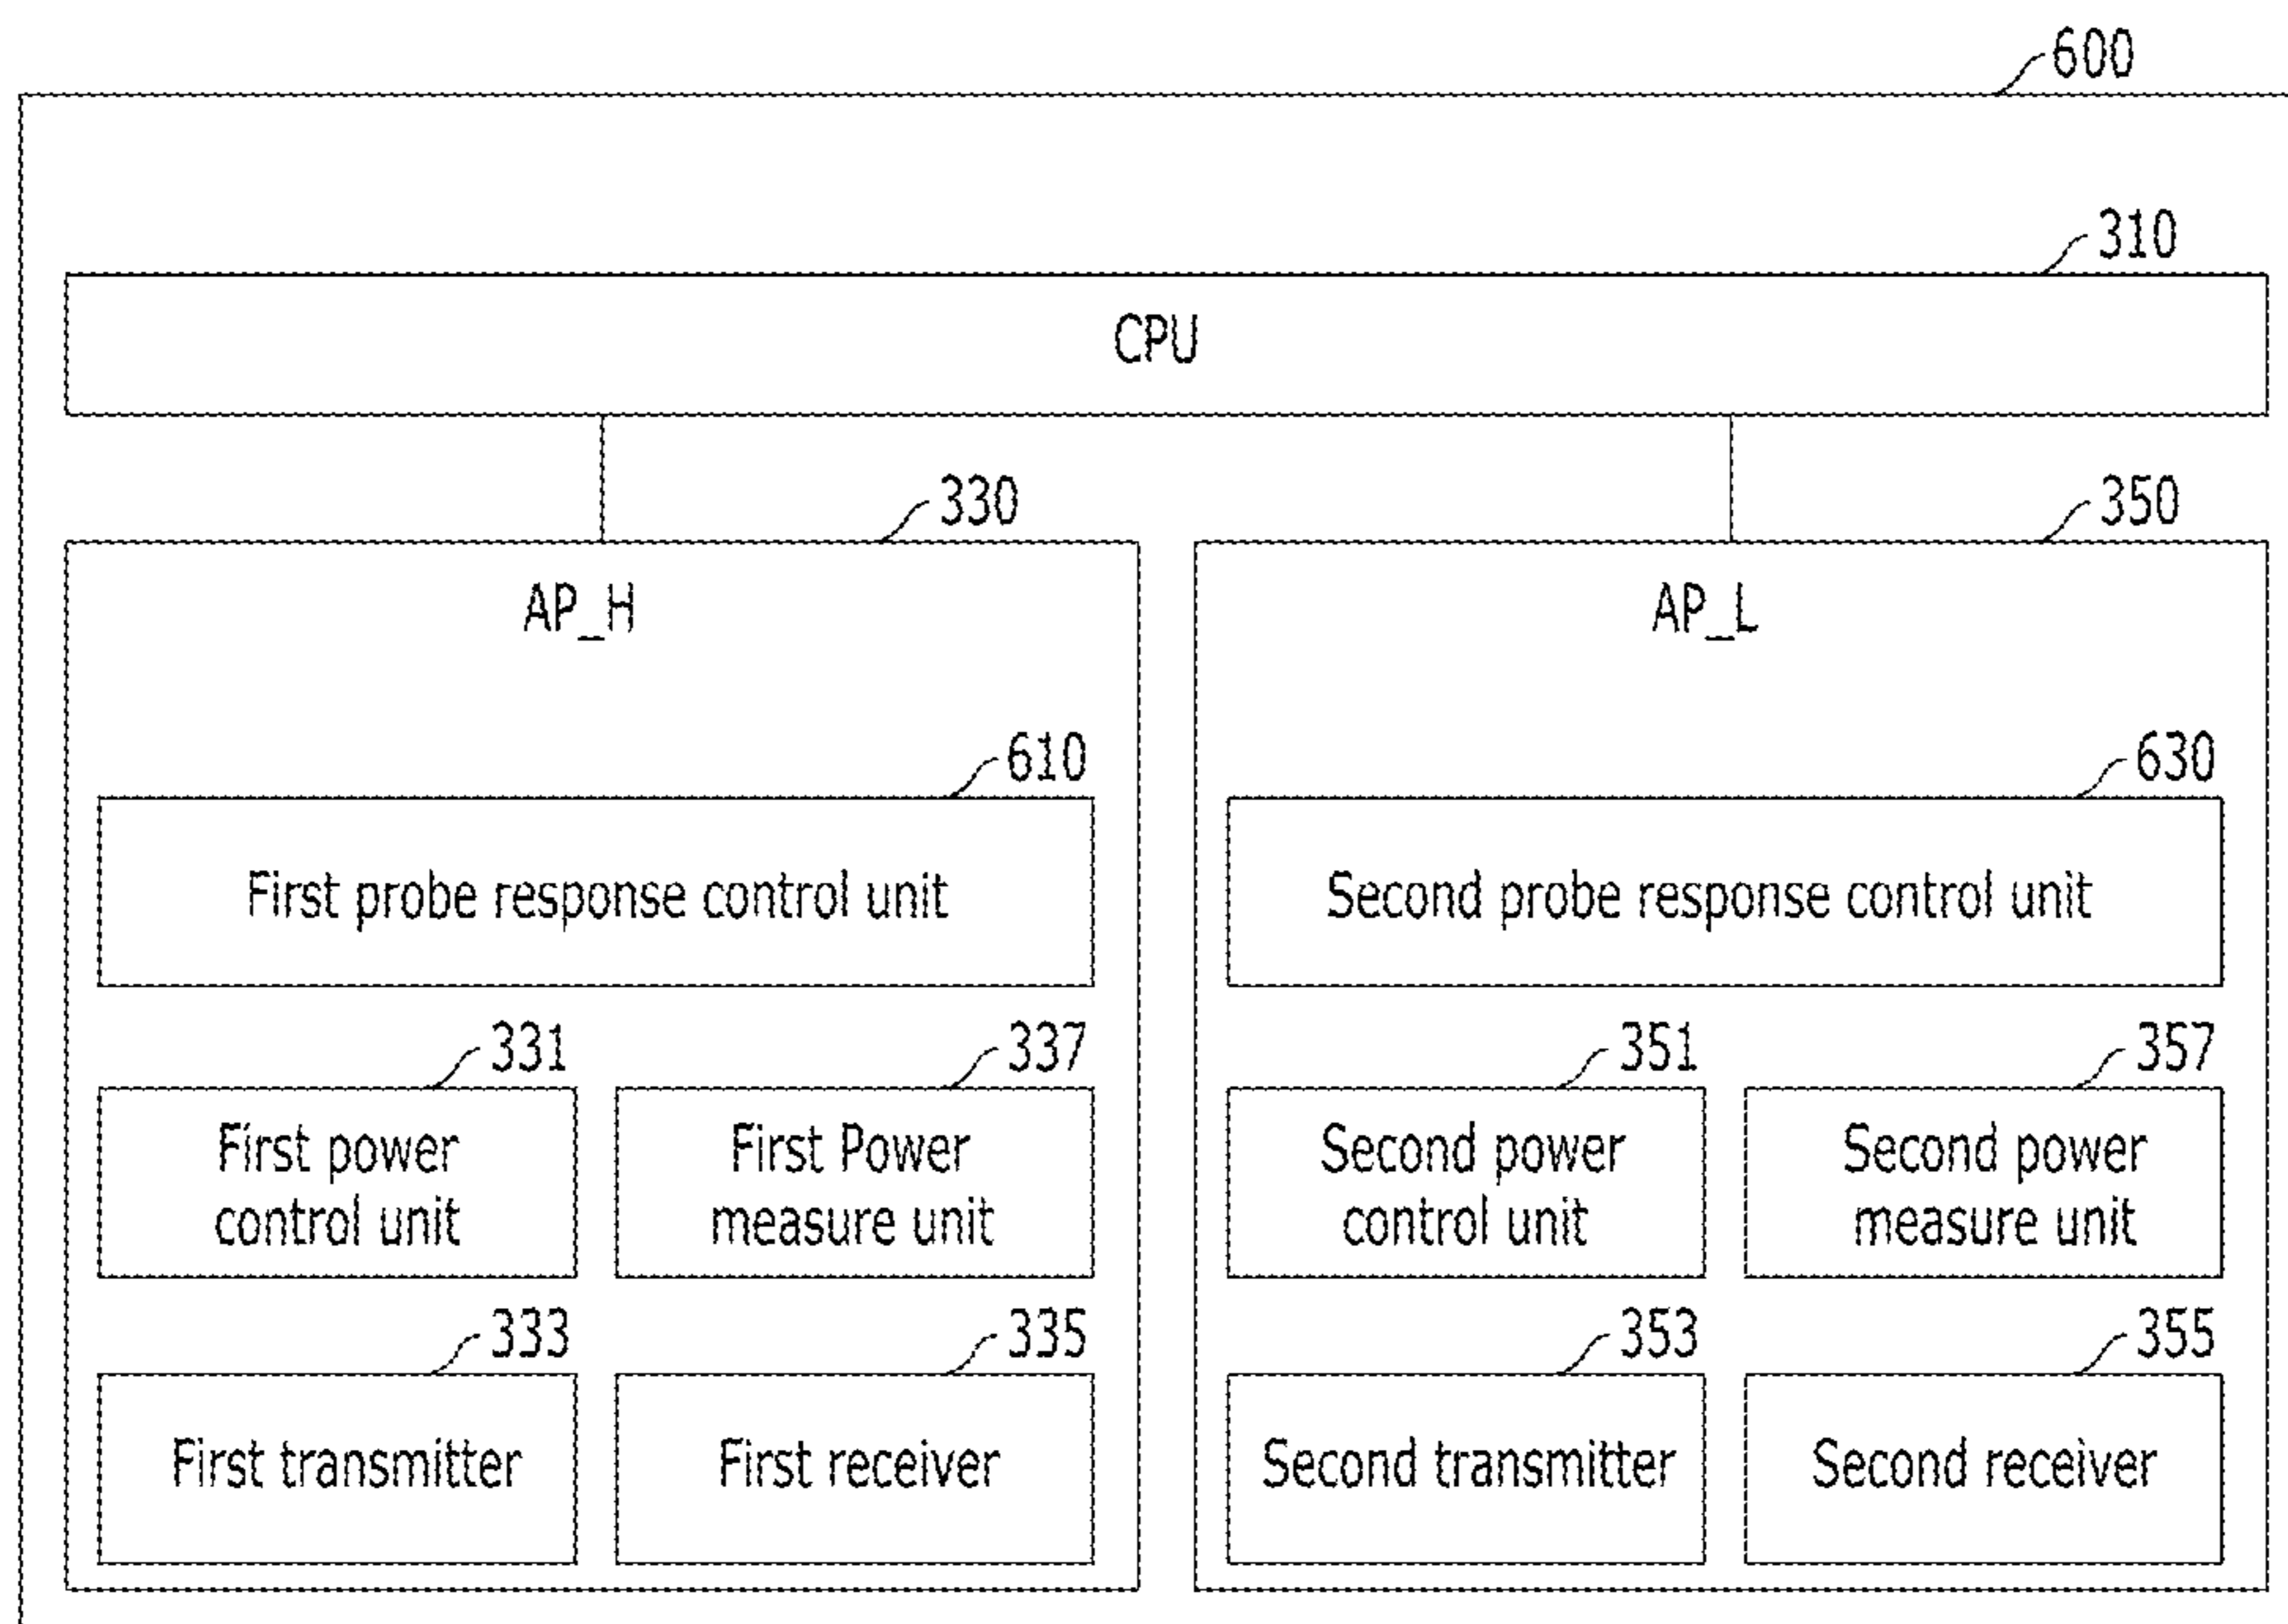 600
310
CPU
330
350
AP_H
AP_L
610
630
First probe response control unit
Second probe response control unit
331
337
351
357
First power
control unit
First Power
measure unit
Second power
control unit
Second power
measure unit
333
335
353
355
First transmitter
First receiver
Second transmitter
Second receiver